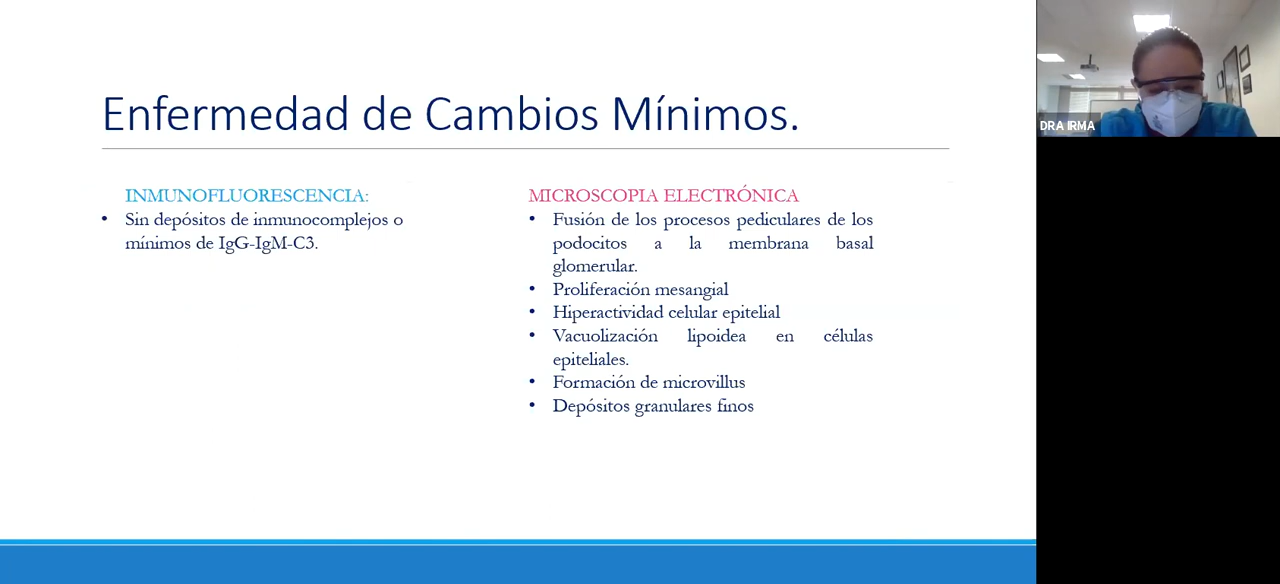 Enfermedad de Cambios Mínimos.
INMUNOFLUORESCENCIA:
• Sin depósitos de inmunocomplejos o
mínimos de IgG-IgM-C3.
MICROSCOPIA ELECTRÓNICA
• Fusión de los procesos pediculares de los
podocitos a la membrana basal
glomerular.
• Proliferación mesangial
• Hiperactividad celular epitelial
• Vacuolización lipoidea en células
epiteliales.
• Formación de microvillus
• Depósitos granulares finos
DRA IRMA